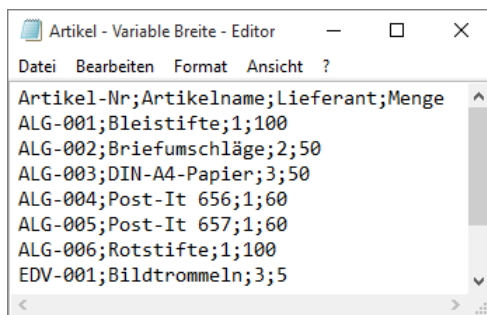 Artikel - Variable Breite - Editor
Datei Bearbeiten Format Ansicht ?
Artikel-Nr;Artikelname;Lieferant;Menge
ALG-001;Bleistifte;1;100
ALG-002;Briefumschläge;2;50
ALG-003;DIN-A4-Papier;3;50
ALG-004;Post-It 656;1;60
ALG-005;Post-It 657;1;60
ALG-006;Rotstifte;1;100
EDV-001;Bildtrommeln;3;5